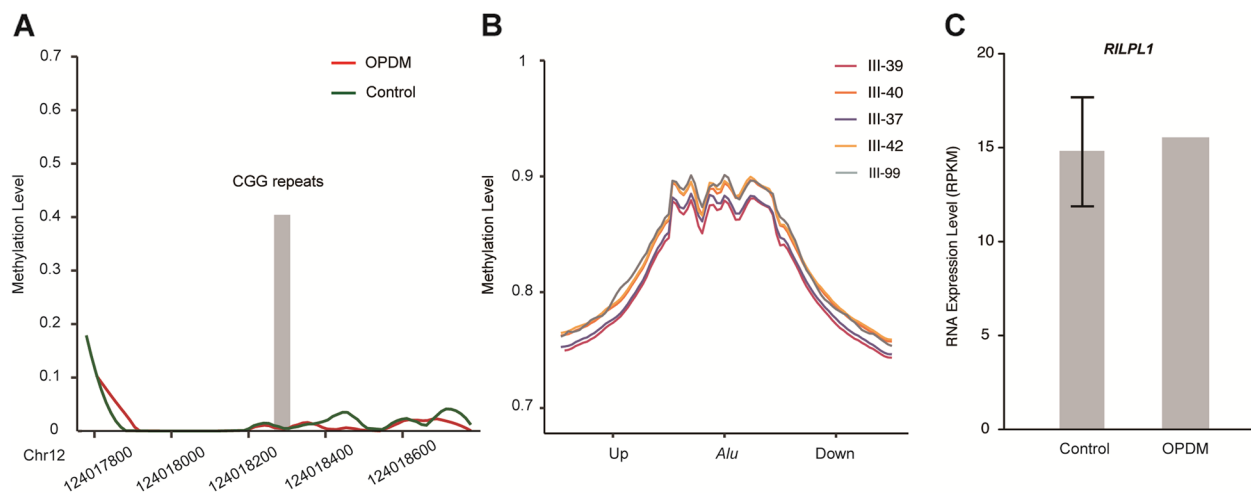 A
0.7
0.6
0.5
0.4
0.3
0.2
0.1
0
Methylation Level
OPDM
Control
CGG repeats
Chr12
124017800
124018000
124018200
124018400
124018600
B
1
0.9
0.8
0.7
Methylation Level
III-39
III-40
III-37
III-42
III-99
Up
Alu
Down
C
RILPL1
20
15
10
5
0
RNA Expression Level (RPKM)
Control
OPDM